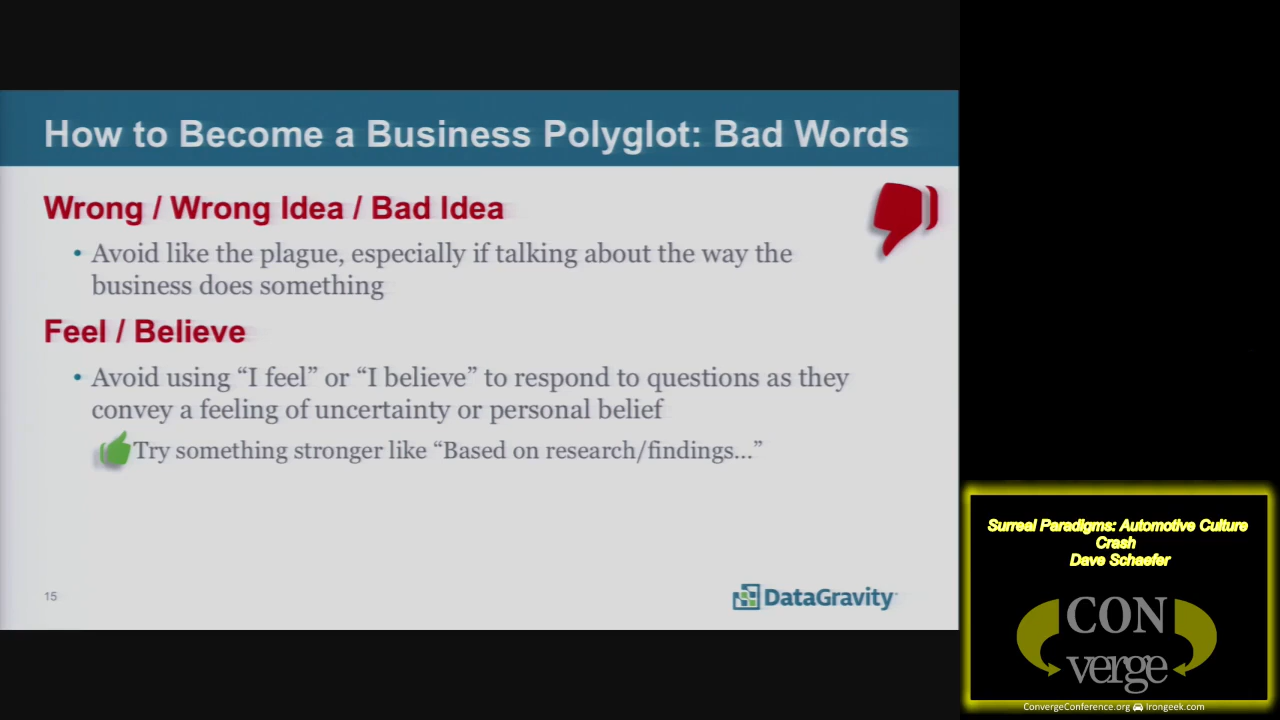 How to Become a Business Polyglot: Bad Words
Wrong / Wrong Idea / Bad Idea
• Avoid like the plague, especially if talking about the way the
business does something
Feel / Believe
• Avoid using “I feel” or “I believe” to respond to questions as they
convey a feeling of uncertainty or personal belief
Try something stronger like “Based on research/findings…”
15
DataGravity
Surreal Paradigms: Automotive Culture
Crash
Dave Schaefer
CON
verge
ConvergeConference.org Irongeek.com